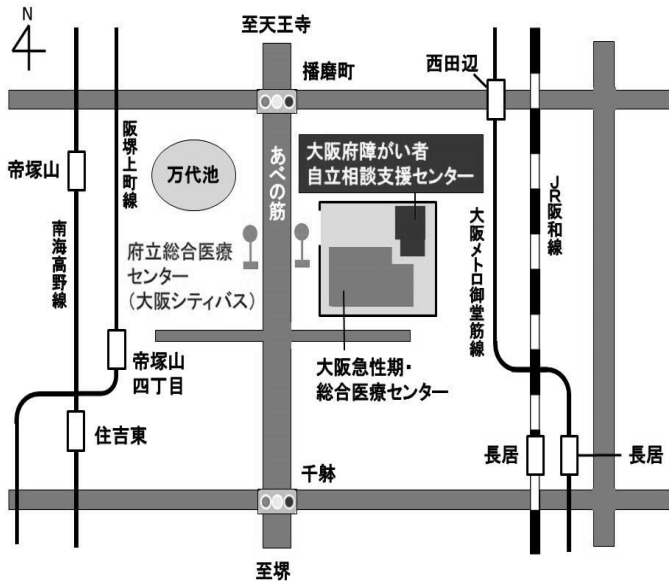 N
至天王寺
播磨町
西田辺
帝塚山
阪堺上町線
南海高野線
万代池
あべの筋
大阪府障がい者
自立相談支援センター
JR阪和線
大阪メトロ御堂筋線
府立総合医療
センター
(大阪シティバス)
帝塚山
四丁目
大阪急性期・
総合医療センター
住吉東
長居
長居
千躰
至堺